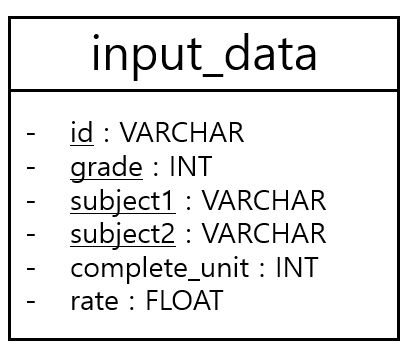 input_data
- id : VARCHAR
- grade : INT
- subject1 : VARCHAR
- subject2 : VARCHAR
- complete_unit : INT
- rate : FLOAT